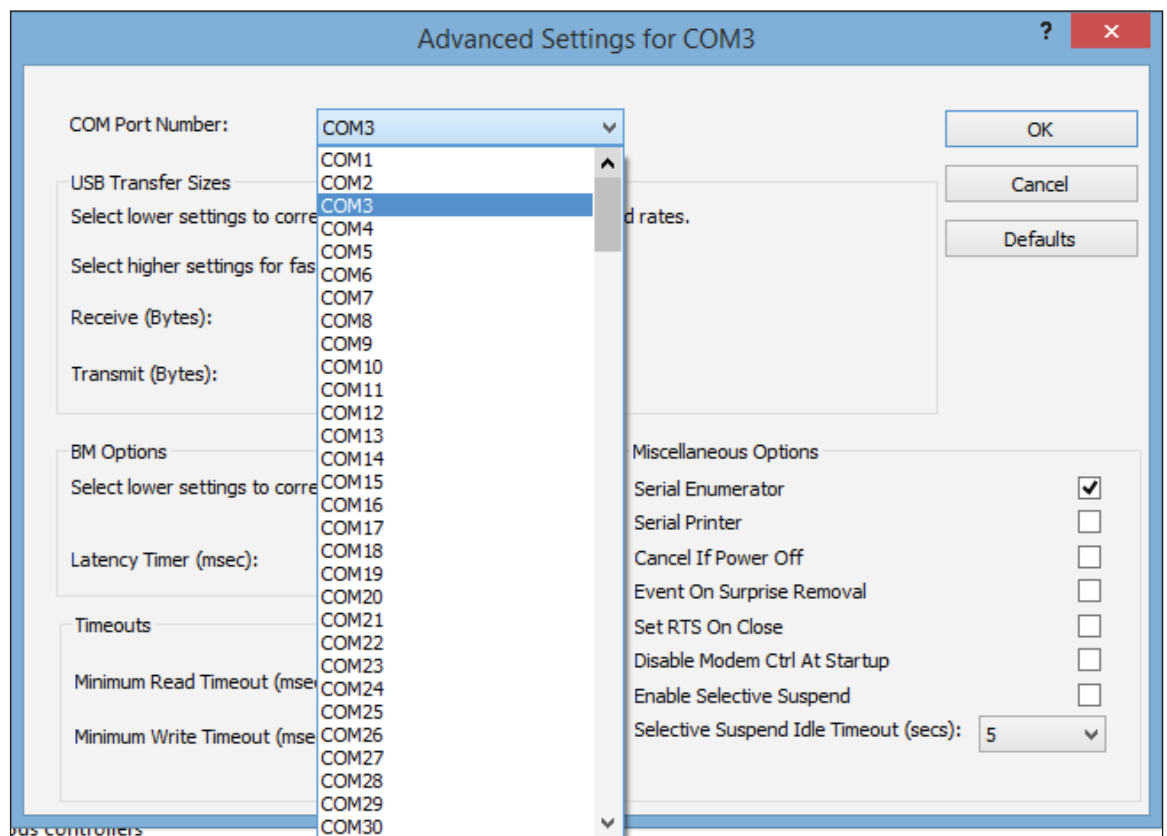 Advanced Settings for COM3
?
COM Port Number:
COM3
OK
Cancel
Defaults
COM1
COM2
COM3
COM4
COM5
COM6
COM7
COM8
COM9
COM10
COM11
COM12
COM13
COM14
COM15
COM16
COM17
COM18
COM19
COM20
COM21
COM22
COM23
COM24
COM25
COM26
COM27
COM28
COM29
COM30
USB Transfer Sizes
Select lower settings to corre d rates.
Select higher settings for fas
Receive (Bytes):
Transmit (Bytes):
BM Options
Select lower settings to corre
Latency Timer (msec):
Timeouts
Minimum Read Timeout (mse
Minimum Write Timeout (mse
Miscellaneous Options
Serial Enumerator
Serial Printer
Cancel If Power Off
Event On Surprise Removal
Set RTS On Close
Disable Modem Ctrl At Startup
Enable Selective Suspend
Selective Suspend Idle Timeout (secs): 5
controllers